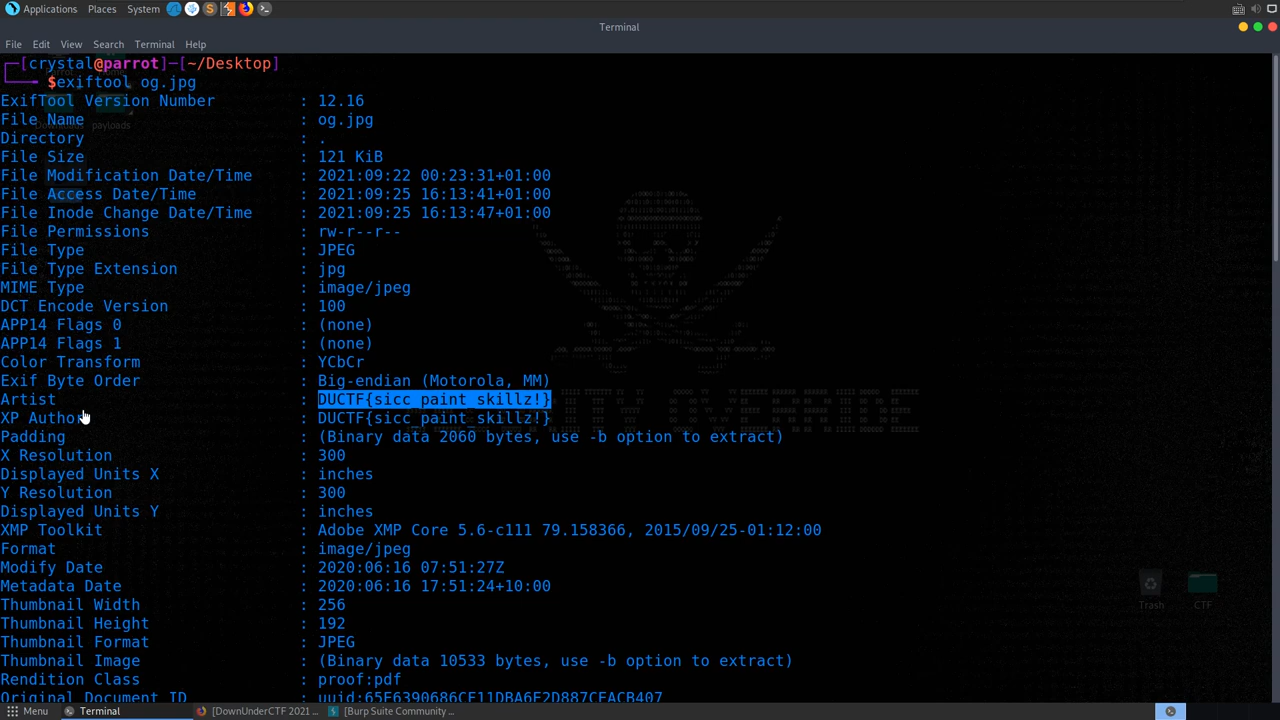 Applications Places System
Terminal
File Edit View Search Terminal Help
┌─[crystal@parrot]─[~/Desktop]
└──╼ $exiftool og.jpg
ExifTool Version Number : 12.16
File Name : og.jpg
Directory : .
File Size : 121 KiB
File Modification Date/Time : 2021:09:22 00:23:31+01:00
File Access Date/Time : 2021:09:25 16:13:41+01:00
File Inode Change Date/Time : 2021:09:25 16:13:47+01:00
File Permissions : rw-r--r--
File Type : JPEG
File Type Extension : jpg
MIME Type : image/jpeg
DCT Encode Version : 100
APP14 Flags 0 : (none)
APP14 Flags 1 : (none)
Color Transform : YCbCr
Exif Byte Order : Big-endian (Motorola, MM)
Artist : DUCTF{sicc_paint_skillz!}
XP Author : DUCTF{sicc_paint_skillz!}
Padding : (Binary data 2060 bytes, use -b option to extract)
X Resolution : 300
Displayed Units X : inches
Y Resolution : 300
Displayed Units Y : inches
XMP Toolkit : Adobe XMP Core 5.6-c111 79.158366, 2015/09/25-01:12:00
Format : image/jpeg
Modify Date : 2020:06:16 07:51:27Z
Metadata Date : 2020:06:16 17:51:24+10:00
Thumbnail Width : 256
Thumbnail Height : 192
Thumbnail Format : JPEG
Thumbnail Image : (Binary data 10533 bytes, use -b option to extract)
Rendition Class : proof:pdf
Original Document ID : uuid:65E6390686CF11DBA6E2D887CEACB407
payloads
Trash CTF
Menu Terminal [DownUnderCTF 2021 ... [Burp Suite Community ...